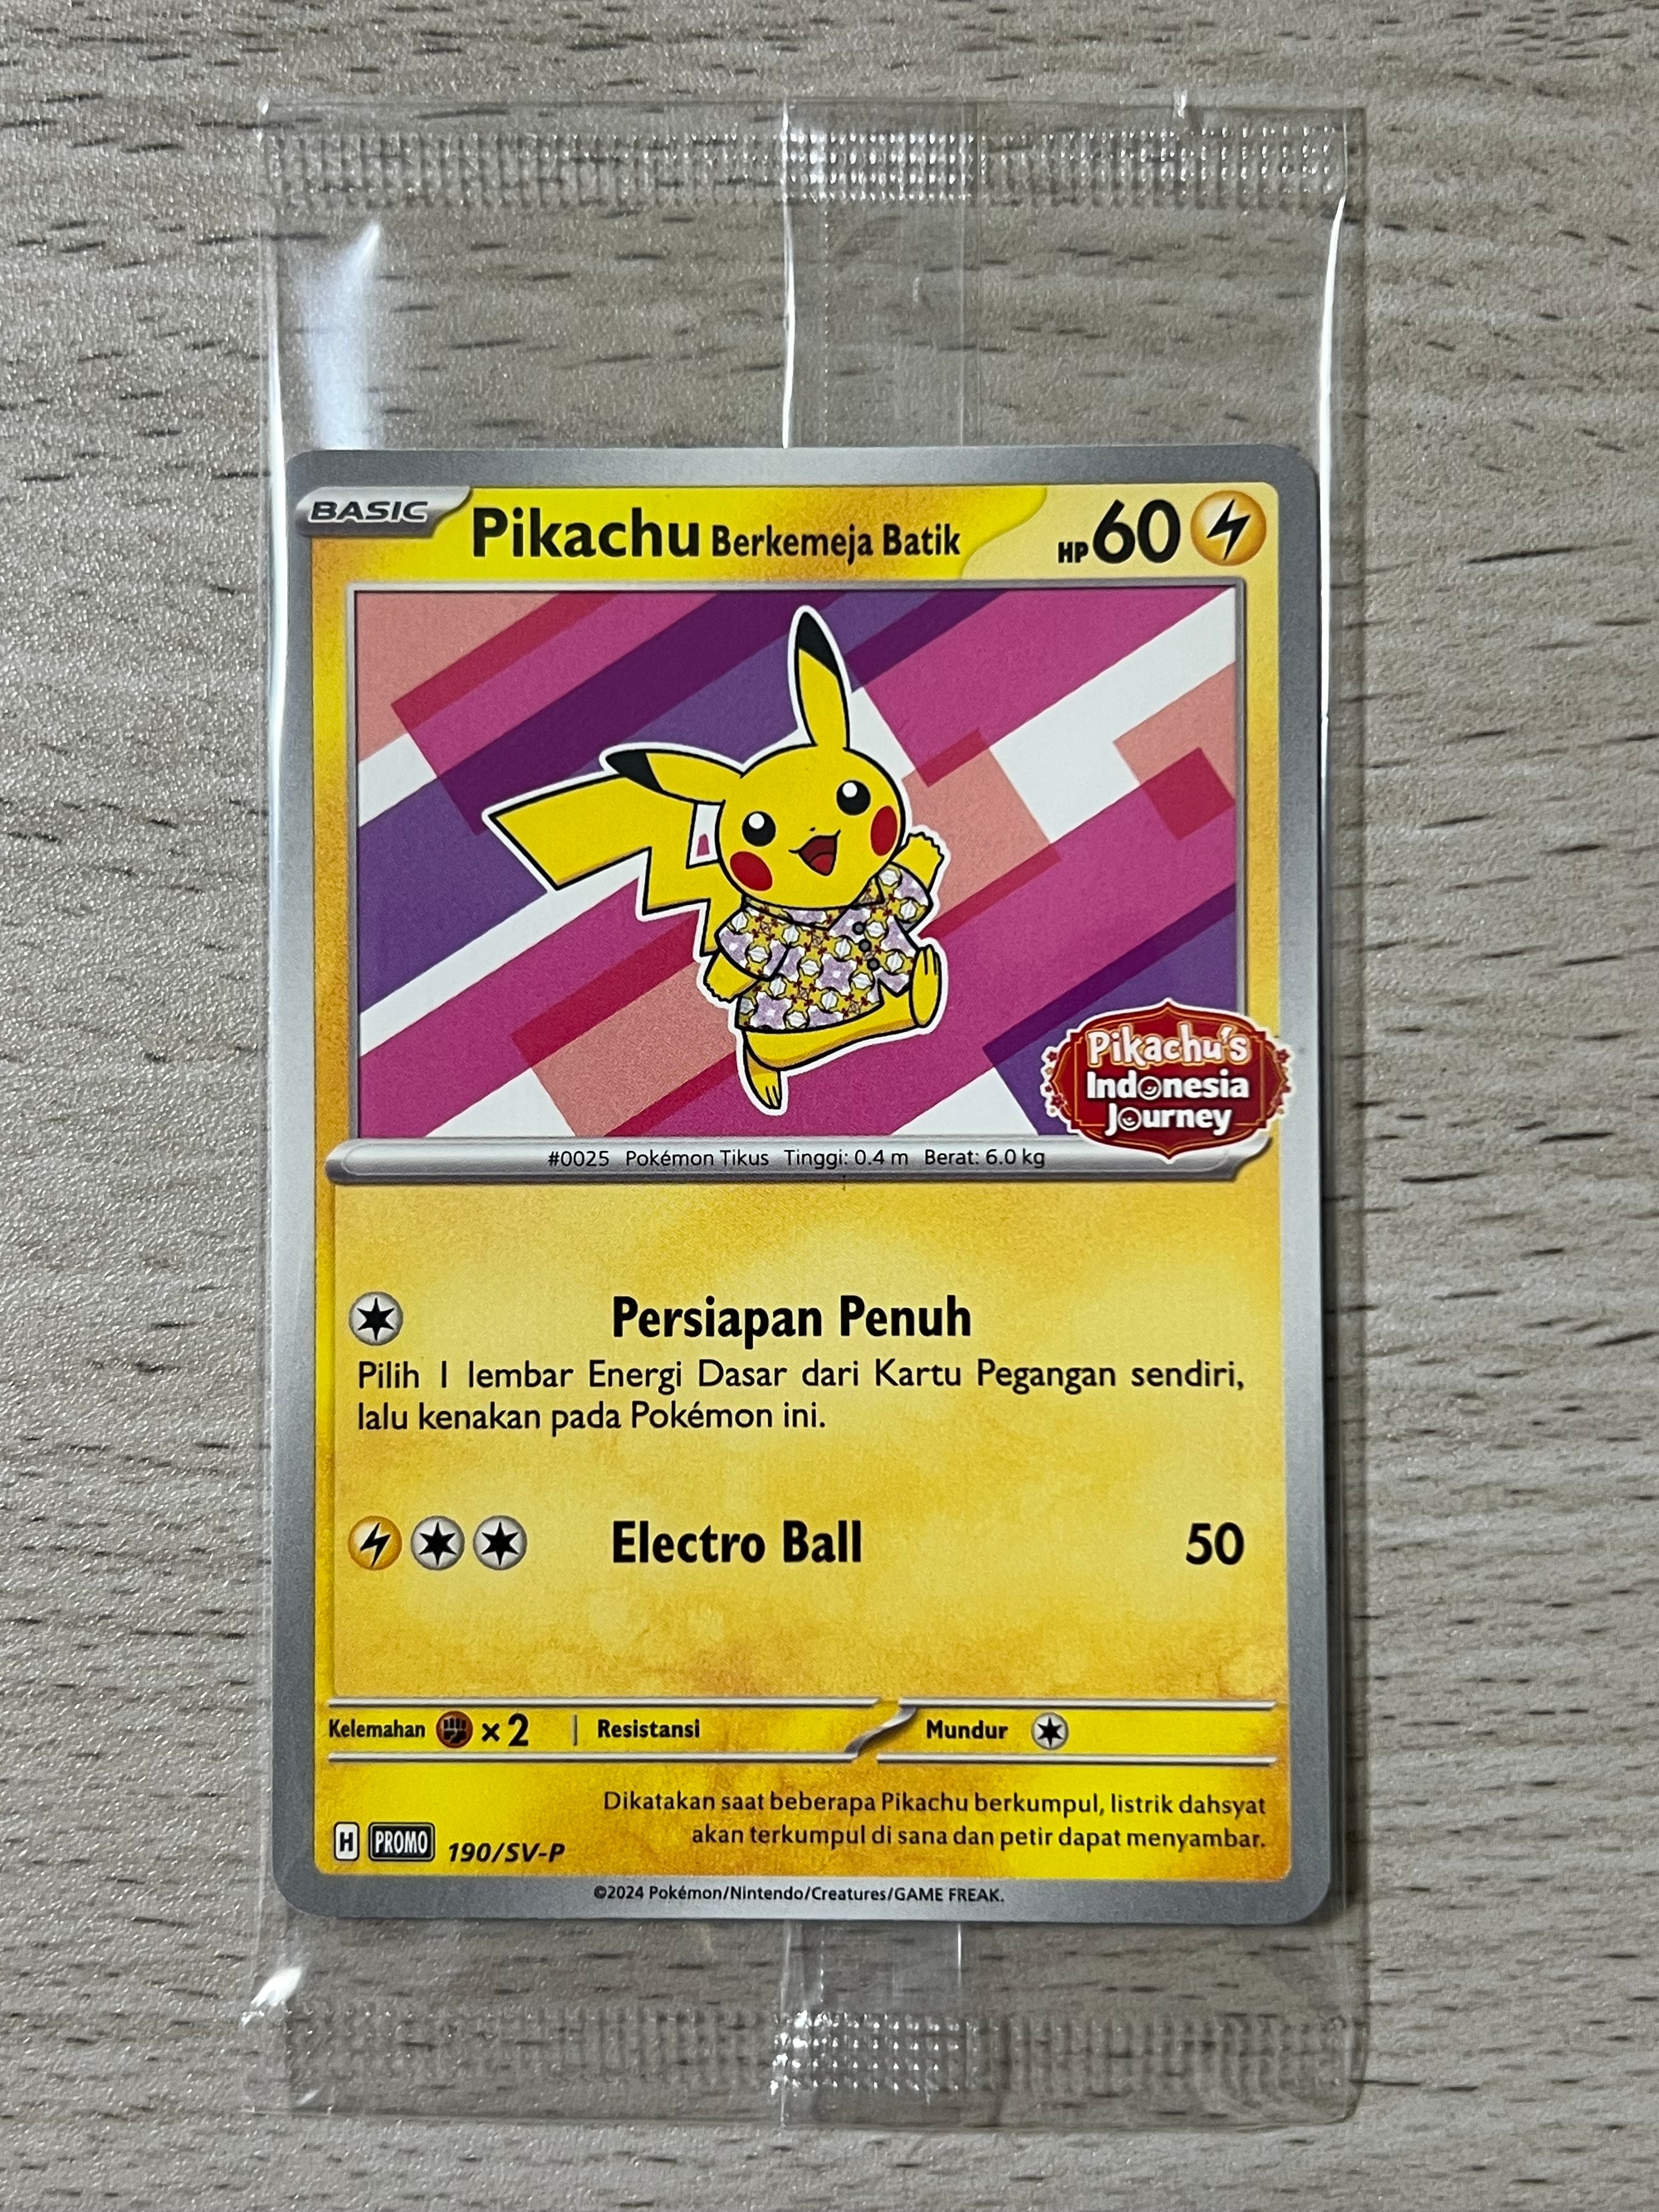 BASIC
Pikachu Berkemeja Batik
HP 60
Pikachu's
Indonesia
Journey
#0025 Pokémon Tikus Tinggi: 0.4 m Berat: 6.0 kg
Persiapan Penuh
Pilih 1 lembar Energi Dasar dari Kartu Pegangan sendiri,
lalu kenakan pada Pokémon ini.
Electro Ball 50
Kelemahan ×2 | Resistansi Mundur
Dikatakan saat beberapa Pikachu berkumpul, listrik dahsyat
akan terkumpul di sana dan petir dapat menyambar.
H PROMO 190/SV-P
©2024 Pokémon/Nintendo/Creatures/GAME FREAK.